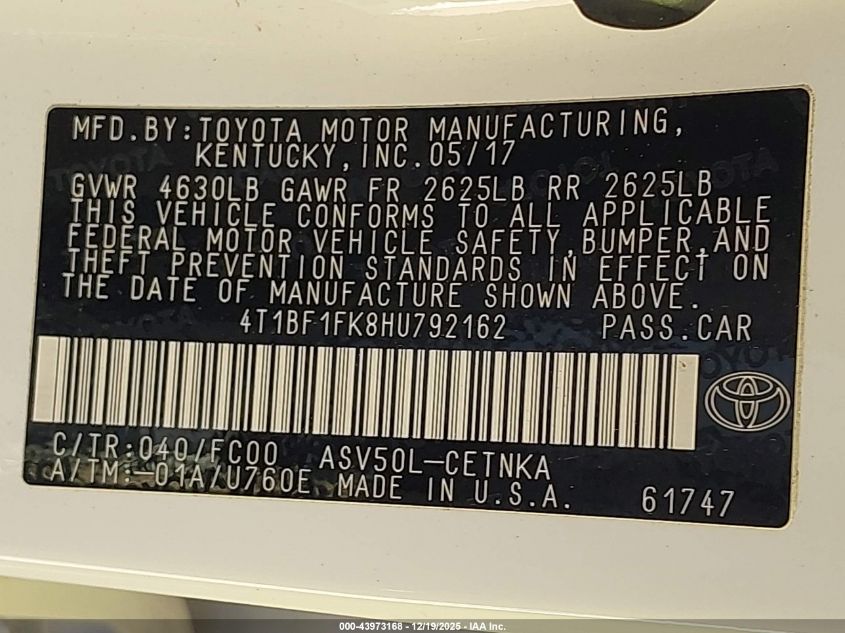 MFD.BY:TOYOTA MOTOR MANUFACTURING,
KENTUCKY,INC.05/17
GVWR 4630LB GAWR FR 2625LB RR 2625LB
THIS VEHICLE CONFORMS TO ALL APPLICABLE
FEDERAL MOTOR VEHICLE SAFETY,BUMPER,AND
THEFT PREVENTION STANDARDS IN EFFECT ON
THE DATE OF MANUFACTURE SHOWN ABOVE.
4T1BF1FK8HU792162 PASS.CAR
C/TR:040/FC00 ASV50L-CETNKA
A/TM:-01A/U760E MADE IN U.S.A. 61747
000-43973168 - 12/19/2025 - IAA Inc.